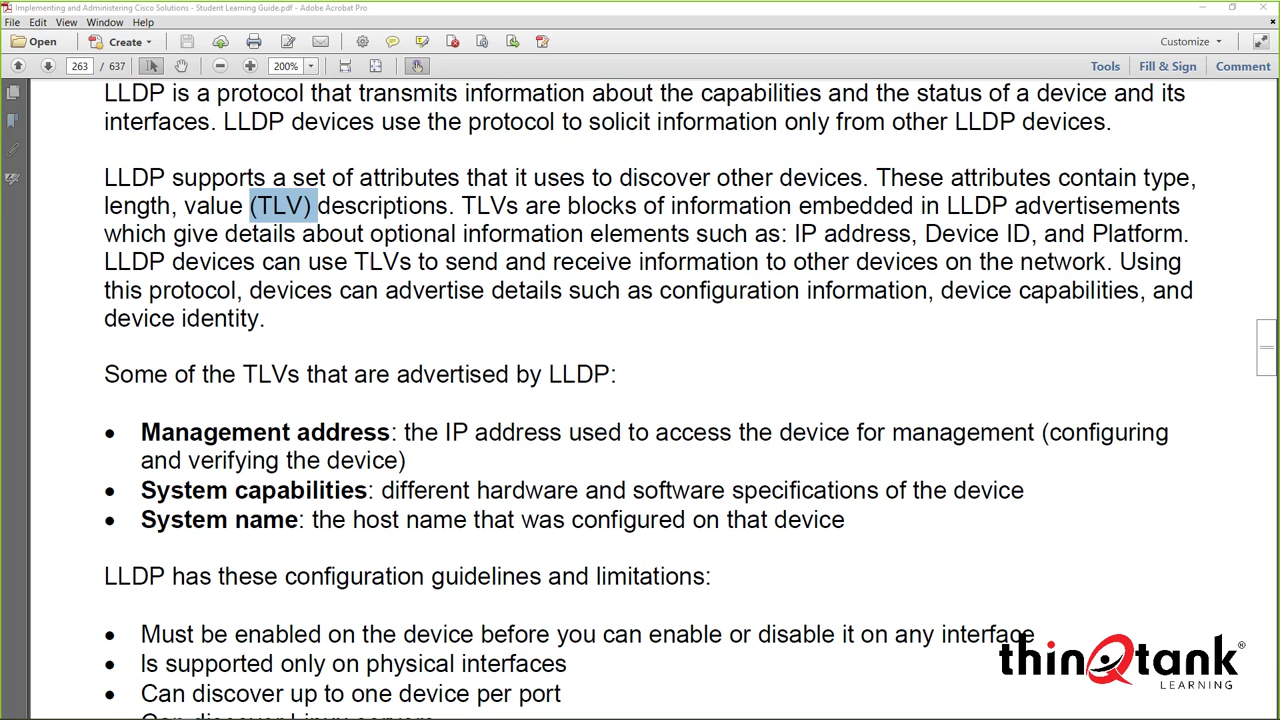 Implementing and Administering Cisco Solutions - Student Learning Guide.pdf - Adobe Acrobat Pro
File Edit View Window Help
Open Create Customize
263 / 637 200% Tools Fill & Sign Comment
LLDP is a protocol that transmits information about the capabilities and the status of a device and its
interfaces. LLDP devices use the protocol to solicit information only from other LLDP devices.
LLDP supports a set of attributes that it uses to discover other devices. These attributes contain type,
length, value (TLV) descriptions. TLVs are blocks of information embedded in LLDP advertisements
which give details about optional information elements such as: IP address, Device ID, and Platform.
LLDP devices can use TLVs to send and receive information to other devices on the network. Using
this protocol, devices can advertise details such as configuration information, device capabilities, and
device identity.
Some of the TLVs that are advertised by LLDP:
• Management address: the IP address used to access the device for management (configuring
and verifying the device)
• System capabilities: different hardware and software specifications of the device
• System name: the host name that was configured on that device
LLDP has these configuration guidelines and limitations:
• Must be enabled on the device before you can enable or disable it on any interface
• Is supported only on physical interfaces
• Can discover up to one device per port
Can discover Linux servers
thinQtank®
LEARNING